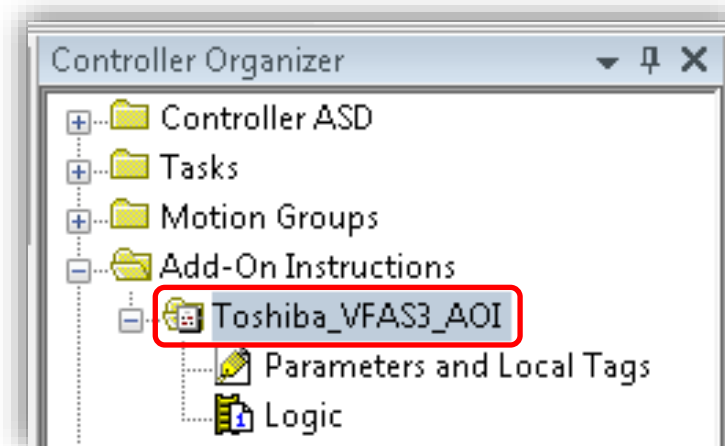 Controller Organizer
Controller ASD
Tasks
Motion Groups
Add-On Instructions
Toshiba_VFAS3_AOI
Parameters and Local Tags
Logic